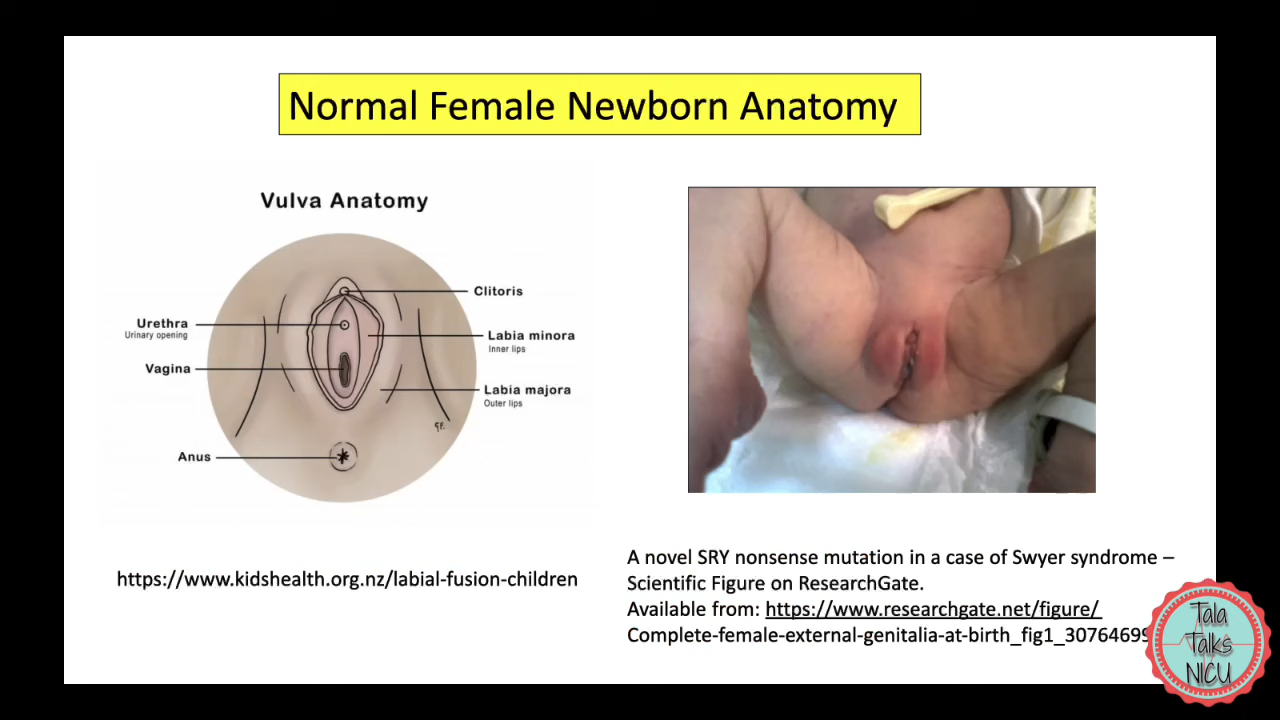 Normal Female Newborn Anatomy
Vulva Anatomy
Clitoris
Urethra
Urinary opening
Labia minora
Inner lips
Vagina
Labia majora
Outer lips
Anus
https://www.kidshealth.org.nz/labial-fusion-children
A novel SRY nonsense mutation in a case of Swyer syndrome –
Scientific Figure on ResearchGate.
Available from: https://www.researchgate.net/figure/
Complete-female-external-genitalia-at-birth_fig1_30764699
Tala
Talks
NICU